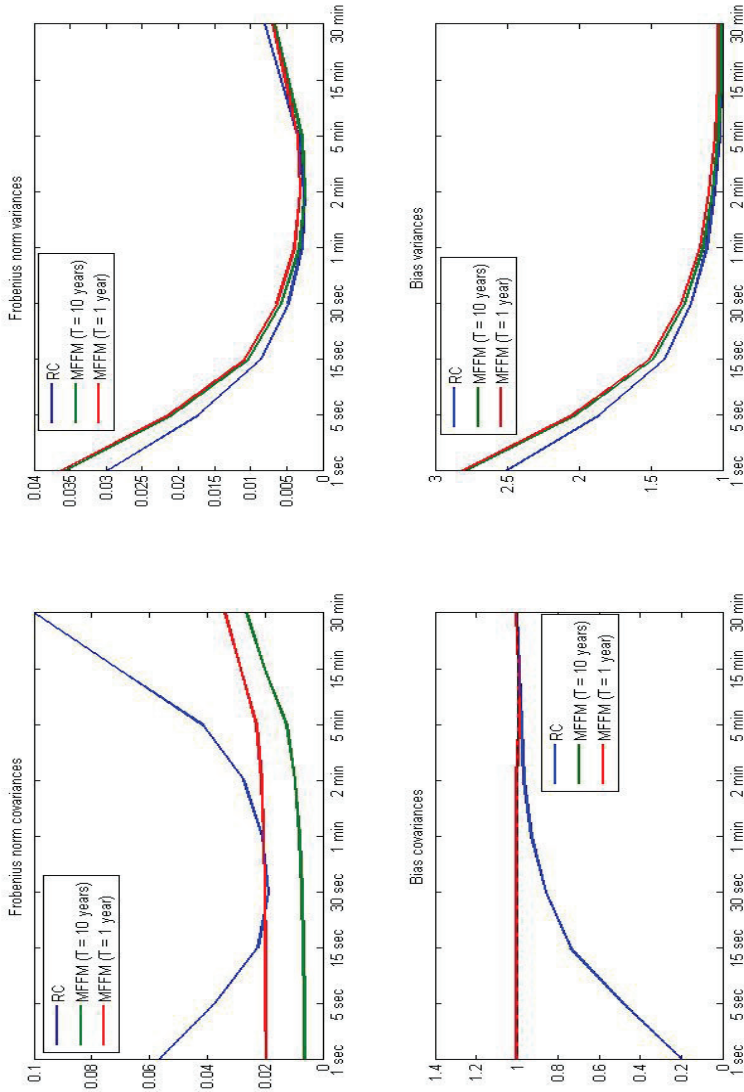 Frobenius norm covariances
RC
MFFM (T = 10 years)
MFFM (T = 1 year)
0.1
0.08
0.06
0.04
0.02
0
1 sec
5 sec
15 sec
30 sec
1 min
2 min
5 min
15 min
30 min
Frobenius norm variances
RC
MFFM (T = 10 years)
MFFM (T = 1 year)
0.04
0.035
0.03
0.025
0.02
0.015
0.01
0.005
0
1 sec
5 sec
15 sec
30 sec
1 min
2 min
5 min
15 min
30 min
Bias covariances
RC
MFFM (T = 10 years)
MFFM (T = 1 year)
1.4
1.2
1
0.8
0.6
0.4
0.2
0
1 sec
5 sec
15 sec
30 sec
1 min
2 min
5 min
15 min
30 min
Bias variances
RC
MFFM (T = 10 years)
MFFM (T = 1 year)
3
2.5
2
1.5
1
1 sec
5 sec
15 sec
30 sec
1 min
2 min
5 min
15 min
30 min